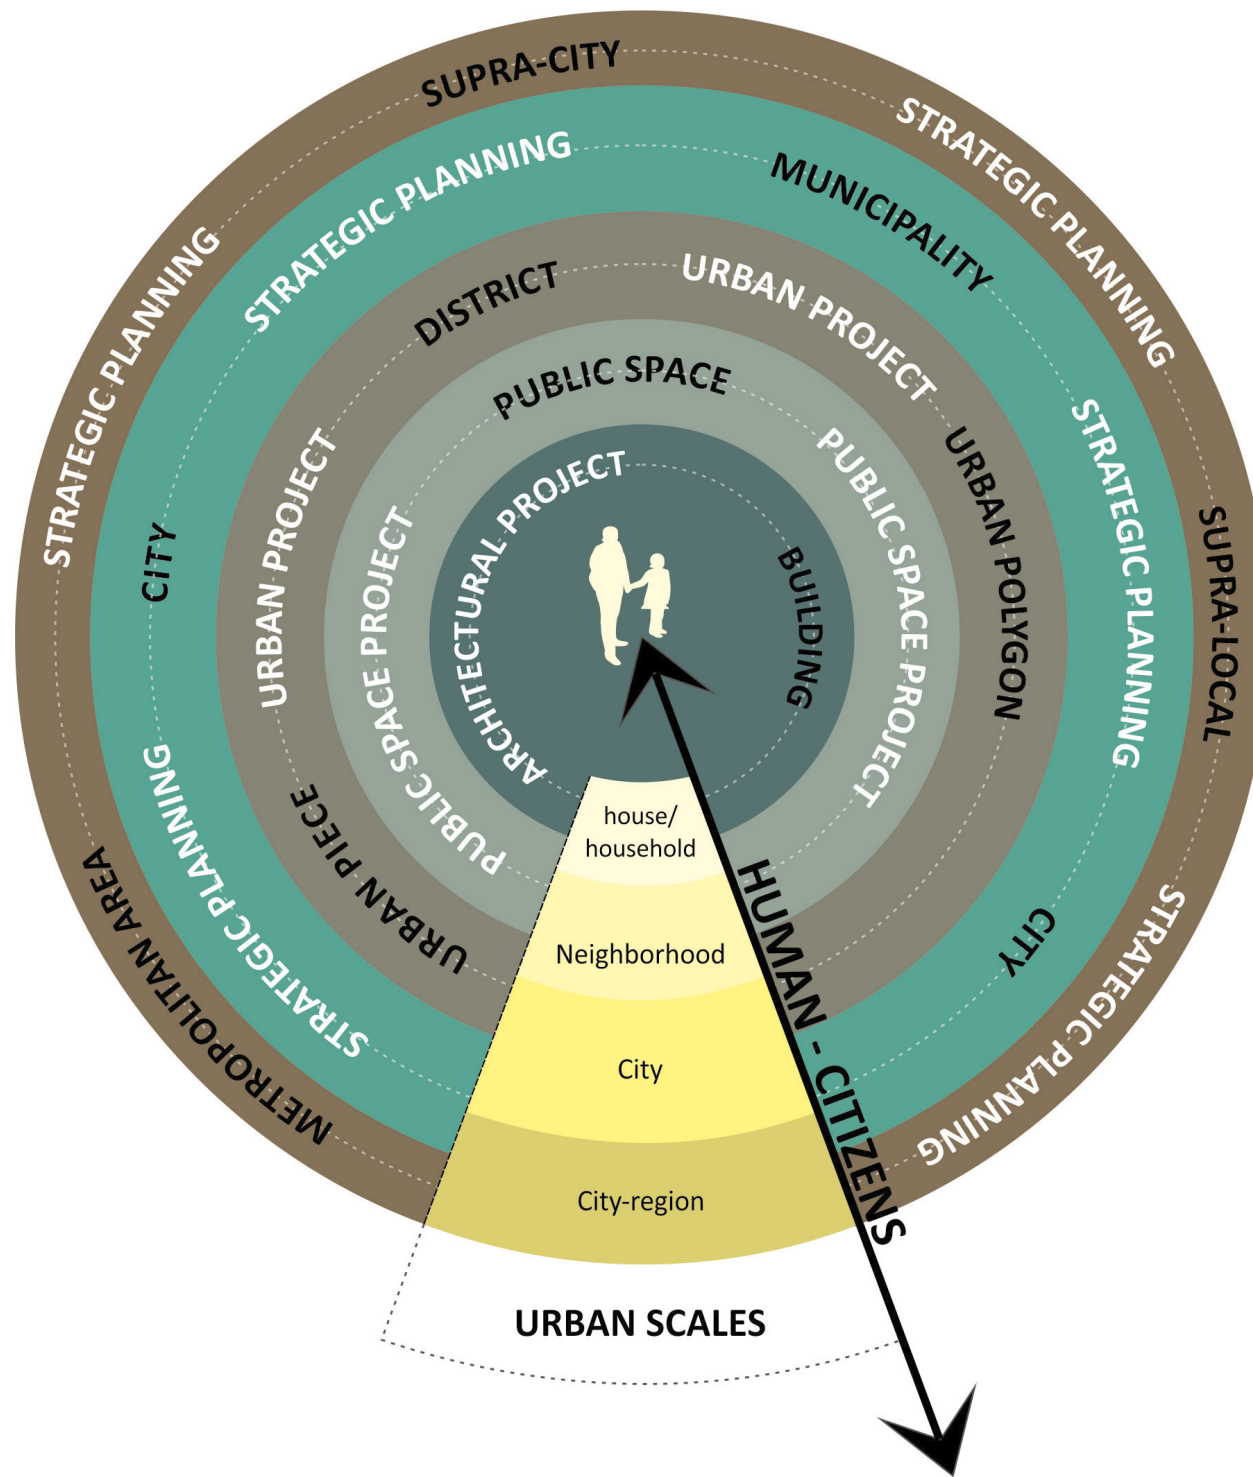 SUPRA-CITY
STRATEGIC PLANNING
STRATEGIC PLANNING
SUPRA-LOCAL
STRATEGIC PLANNING
METROPOLITAN AREA
STRATEGIC PLANNING
MUNICIPALITY
STRATEGIC PLANNING
CITY
CITY
STRATEGIC PLANNING
DISTRICT
URBAN PROJECT
URBAN POLYGON
URBAN PROJECT
URBAN PIECE
PUBLIC SPACE
PUBLIC SPACE PROJECT
PUBLIC SPACE PROJECT
ARCHITECTURAL PROJECT
BUILDING
house/
household
Neighborhood
City
City-region
URBAN SCALES
HUMAN - CITIZENS